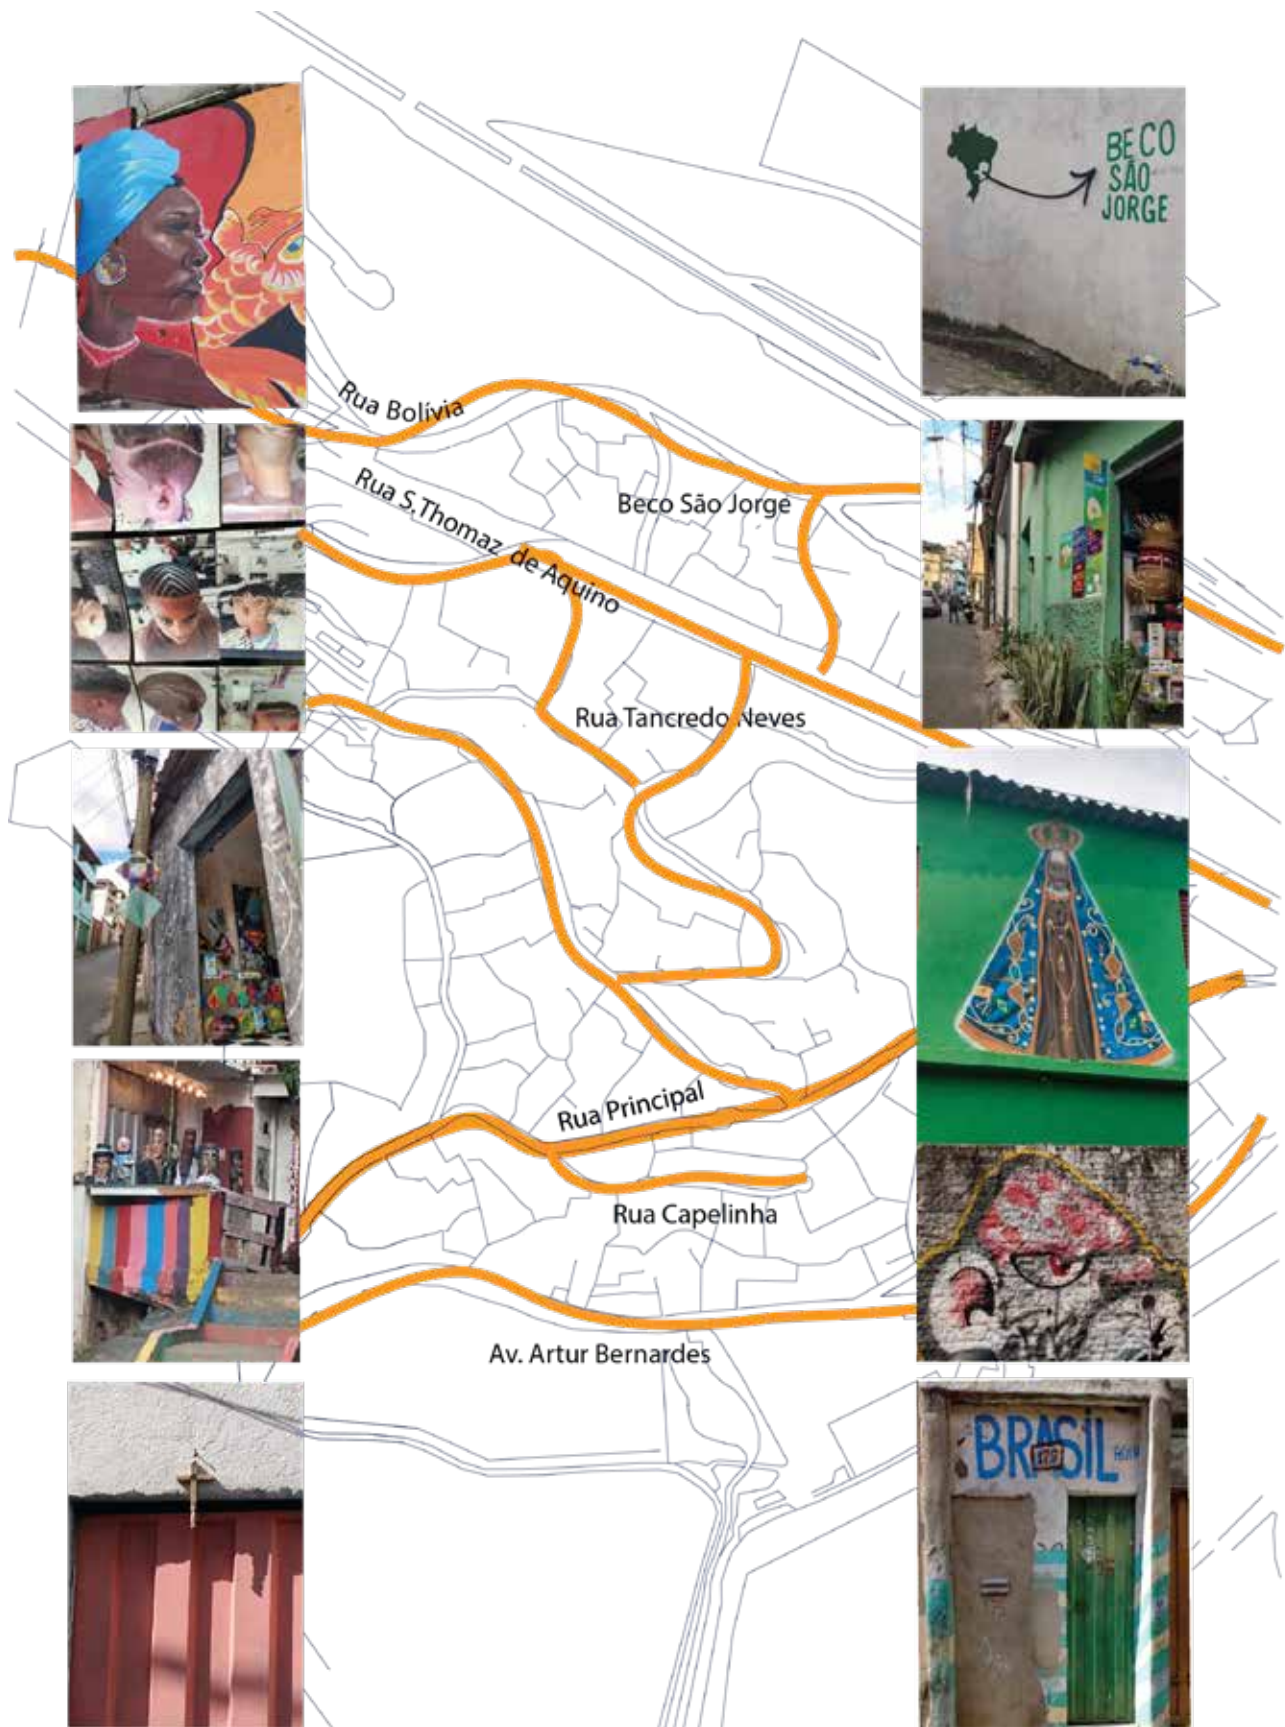 BECO
SÃO
JORGE
Rua Bolívia
Rua S.Thomaz de Aquino
Beco São Jorge
Rua Tancredo Neves
Rua Principal
Rua Capelinha
Av. Artur Bernardes
BRASIL